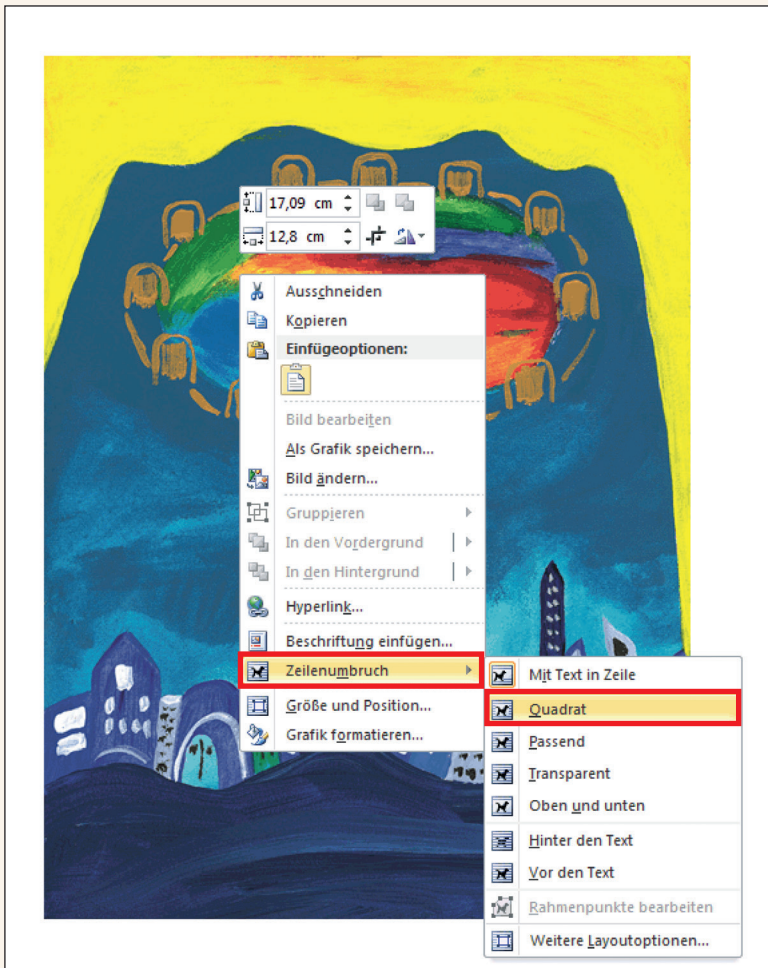 17,09 cm
12,8 cm
Ausschneiden
Kopieren
Einfügeoptionen:
Bild bearbeiten
Als Grafik speichern...
Bild ändern...
Gruppieren
In den Vordergrund
In den Hintergrund
Hyperlink...
Beschriftung einfügen...
Zeilenumbruch
Größe und Position...
Grafik formatieren...
Mit Text in Zeile
Quadrat
Passend
Transparent
Oben und unten
Hinter den Text
Vor den Text
Rahmenpunkte bearbeiten
Weitere Layoutoptionen...